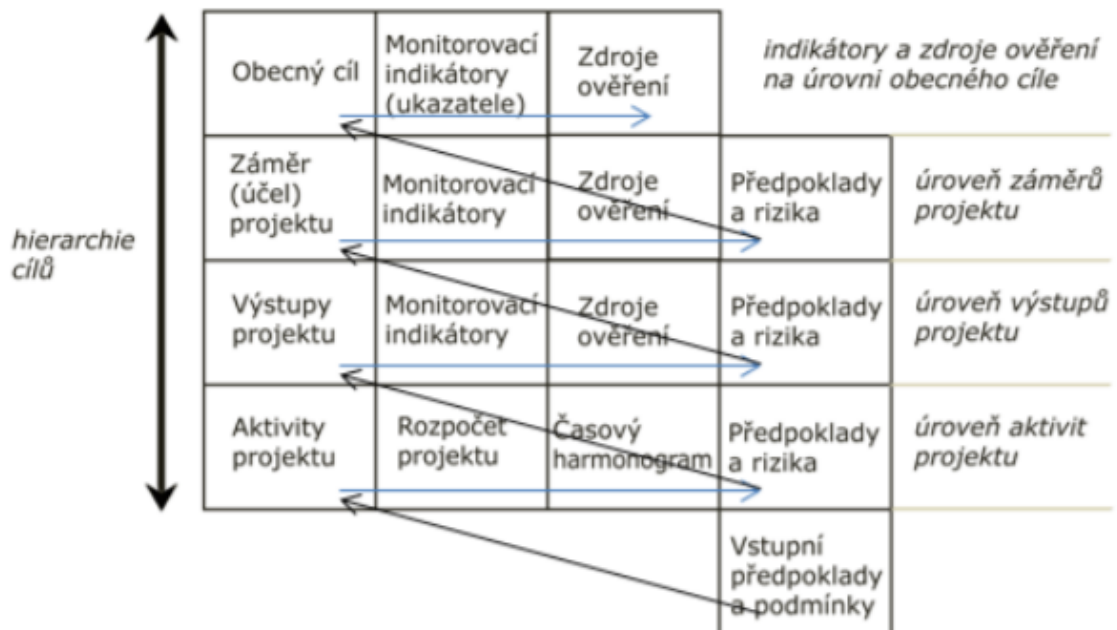 Obecný cíl
Monitorovací
indikátory
(ukazatele)
Zdroje
ověření
indikátory a zdroje ověření
na úrovni obecného cíle
hierarchie
cílů
Záměr
(účel)
projektu
Monitorovací
indikátory
Zdroje
ověření
Předpoklady
a rizika
úroveň záměrů
projektu
Výstupy
projektu
Monitorovací
indikátory
Zdroje
ověření
Předpoklady
a rizika
úroveň výstupů
projektu
Aktivity
projektu
Rozpočet
projektu
Časový
harmonogram
Předpoklady
a rizika
úroveň aktivit
projektu
Vstupní
předpoklady
a podmínky